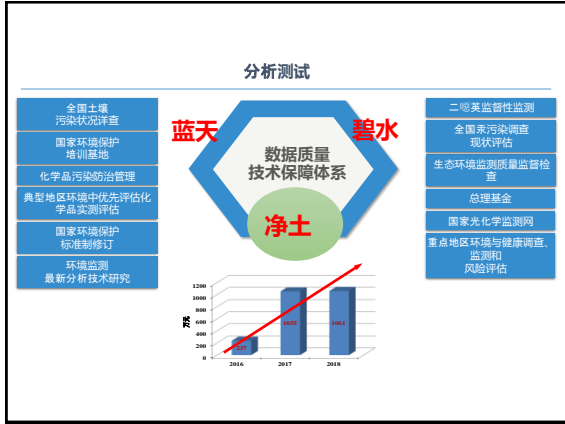 分析测试
全国土壤
污染状况详查
国家环境保护
培训基地
化学品污染防治管理
典型地区环境中优先评估化
学品实测评估
国家环境保护
标准制修订
环境监测
最新分析技术研究
蓝天
碧水
数据质量
技术保障体系
净土
二噁英监督性监测
全国汞污染调查
现状评估
生态环境监测质量监督检
查
总理基金
国家光化学监测网
重点地区环境与健康调查、
监测和
风险评估
万元
1200
1000
800
600
400
200
0
237
1061
2016
2017
2018